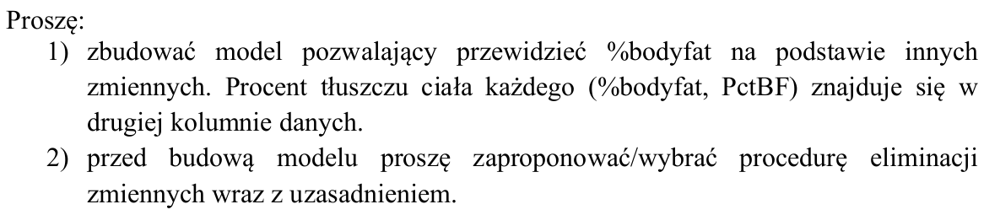 Proszę:
1) zbudować model pozwalający przewidzieć %bodyfat na podstawie innych
zmiennych. Procent tłuszczu ciała każdego (%bodyfat, PctBF) znajduje się w
drugiej kolumnie danych.
2) przed budową modelu proszę zaproponować/wybrać procedurę eliminacji
zmiennych wraz z uzasadnieniem.